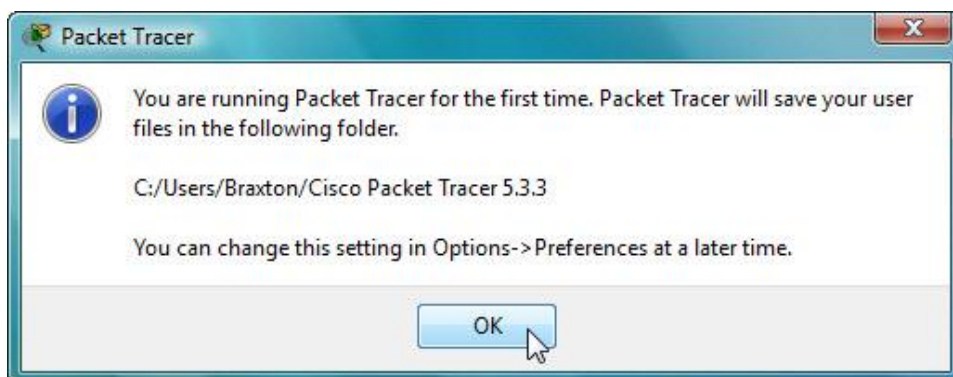 Packet Tracer
You are running Packet Tracer for the first time. Packet Tracer will save your user
files in the following folder.
C:/Users/Braxton/Cisco Packet Tracer 5.3.3
You can change this setting in Options->Preferences at a later time.
OK